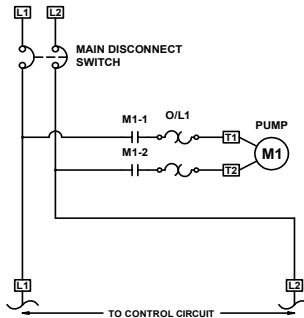 L1 L2
MAIN DISCONNECT
SWITCH
M1-1 O/L1 PUMP
T1
M1-2 M1
T2
L1 L2
TO CONTROL CIRCUIT